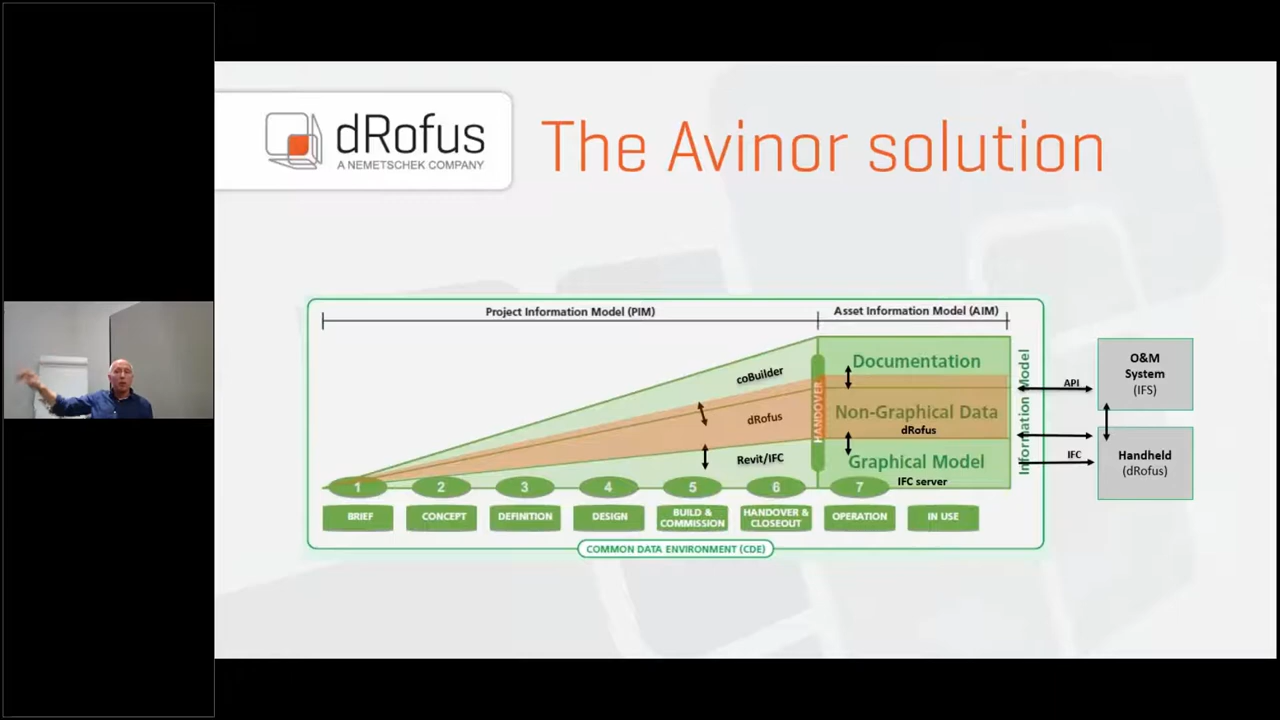 dRofus
A NEMETSCHEK COMPANY
The Avinor solution
Project Information Model (PIM)
Asset Information Model (AIM)
coBuilder
dRofus
Revit/IFC
HANDOVER
Documentation
Non-Graphical Data
dRofus
Graphical Model
IFC server
Information Model
API
IFC
O&M
System
(IFS)
Handheld
(dRofus)
1
2
3
4
5
6
7
BRIEF
CONCEPT
DEFINITION
DESIGN
BUILD &
COMMISSION
HANDOVER &
CLOSEOUT
OPERATION
IN USE
COMMON DATA ENVIRONMENT (CDE)